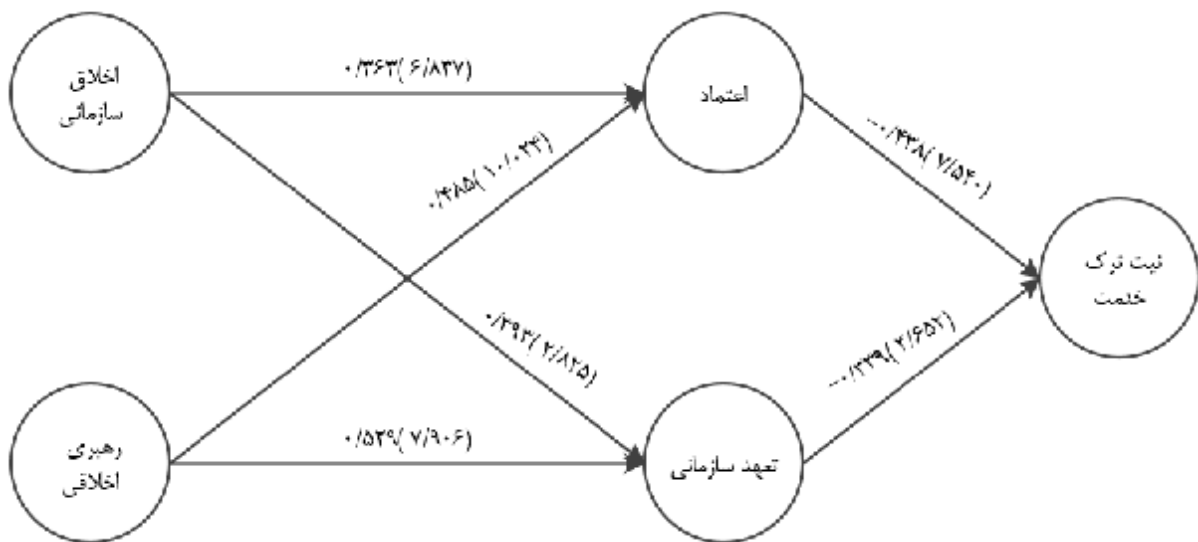 اخلاق
سازمانی
۰/۳۶۳(۶/۸۳۷)
اعتماد
۰/۴۸۵(۱۰/۰۳۴)
-۰/۴۳۸(۷/۵۴۰)
نیت ترک
خدمت
۰/۲۹۳(۲/۸۲۵)
-۰/۲۳۹(۲/۶۵۲)
رهبری
اخلاقی
۰/۵۲۹(۷/۹۰۶)
تعهد سازمانی